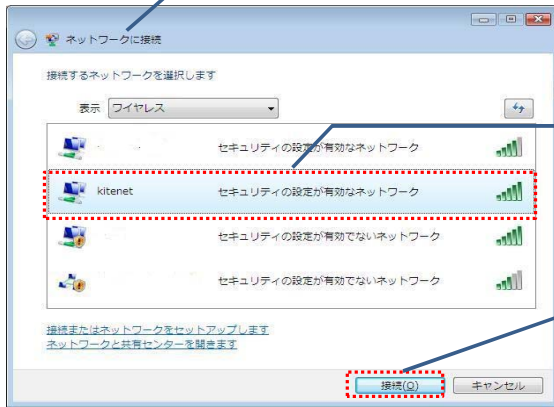 ネットワークに接続
接続するネットワークを選択します
表示 ワイヤレス
セキュリティの設定が有効なネットワーク
kitenet セキュリティの設定が有効なネットワーク
セキュリティの設定が有効でないネットワーク
セキュリティの設定が有効でないネットワーク
接続またはネットワークをセットアップします
ネットワークと共有センターを開きます
接続(O) キャンセル